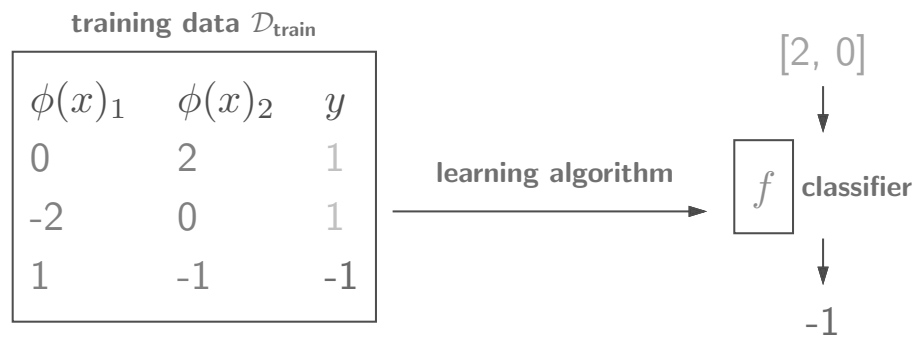 training data 𝒟train
ϕ(x)1 ϕ(x)2 y
0 2 1
-2 0 1
1 -1 -1
learning algorithm
[2, 0]
f classifier
-1